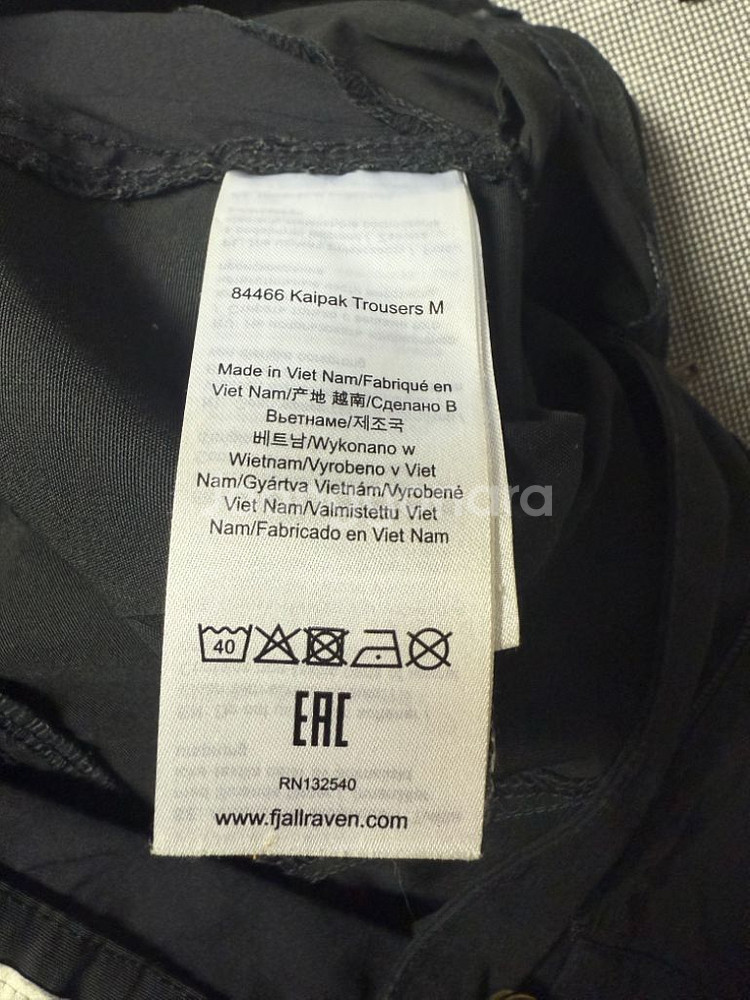 84466 Kaipak Trousers M
Made in Viet Nam/Fabriqué en
Viet Nam/产地 越南/Сделано В
Вьетнаме/제조국
베트남/Wykonano w
Wietnam/Vyrobeno v Viet
Nam/Gyártva Vietnám/Vyrobené
Viet Nam/Valmistettu Viet
Nam/Fabricado en Viet Nam
40
EAC
RN132540
www.fjallraven.com